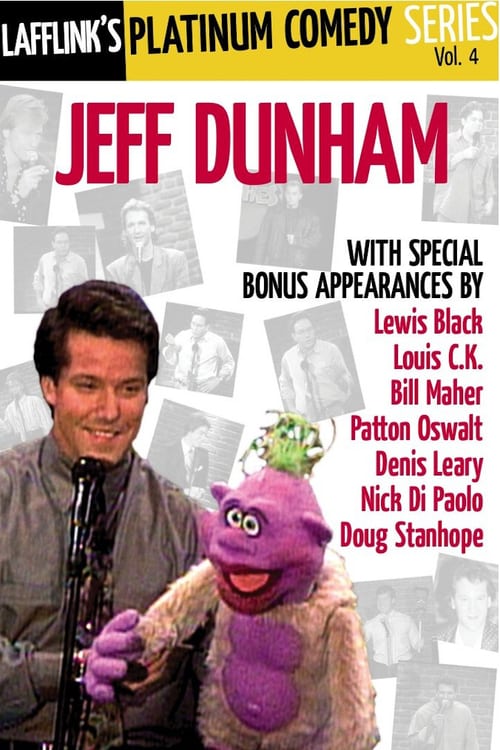 LAFFLINK'S PLATINUM COMEDY SERIES
Vol. 4
JEFF DUNHAM
WITH SPECIAL
BONUS APPEARANCES BY
Lewis Black
Louis C.K.
Bill Maher
Patton Oswalt
Denis Leary
Nick Di Paolo
Doug Stanhope